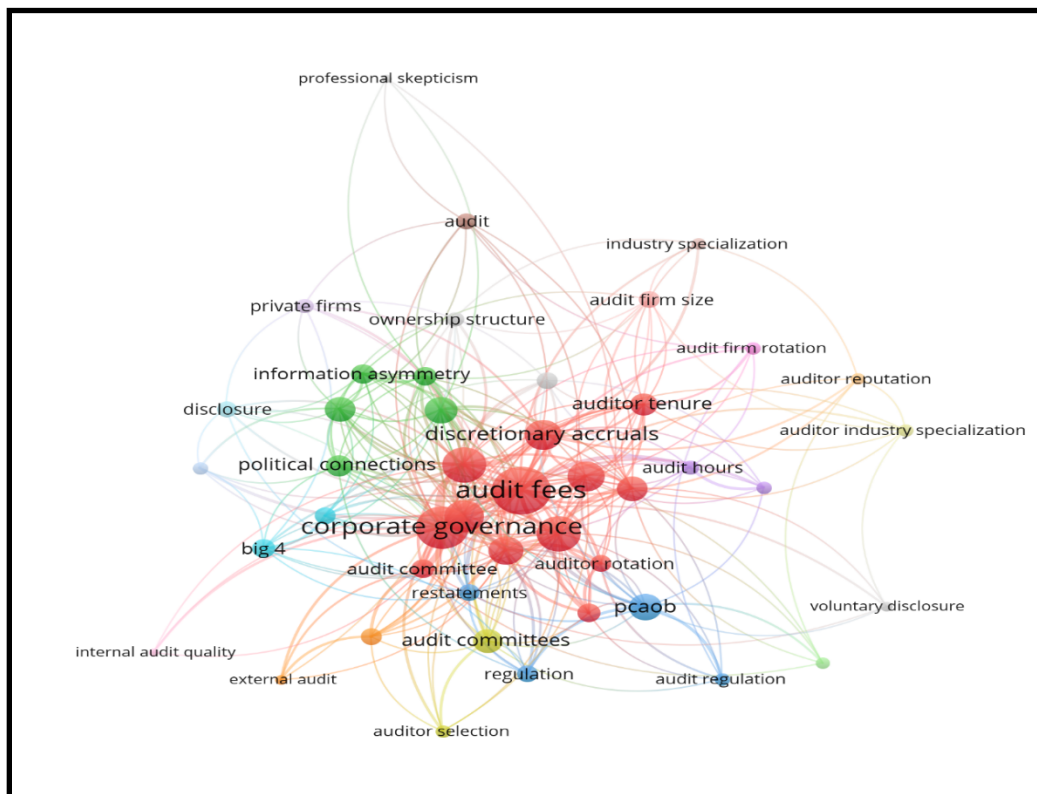 professional skepticism
audit
industry specialization
private firms
audit firm size
ownership structure
audit firm rotation
information asymmetry
auditor reputation
disclosure
auditor tenure
auditor industry specialization
discretionary accruals
political connections
audit hours
audit fees
corporate governance
big 4
audit committee
auditor rotation
restatements
pcaob
voluntary disclosure
audit committees
internal audit quality
regulation
external audit
audit regulation
auditor selection